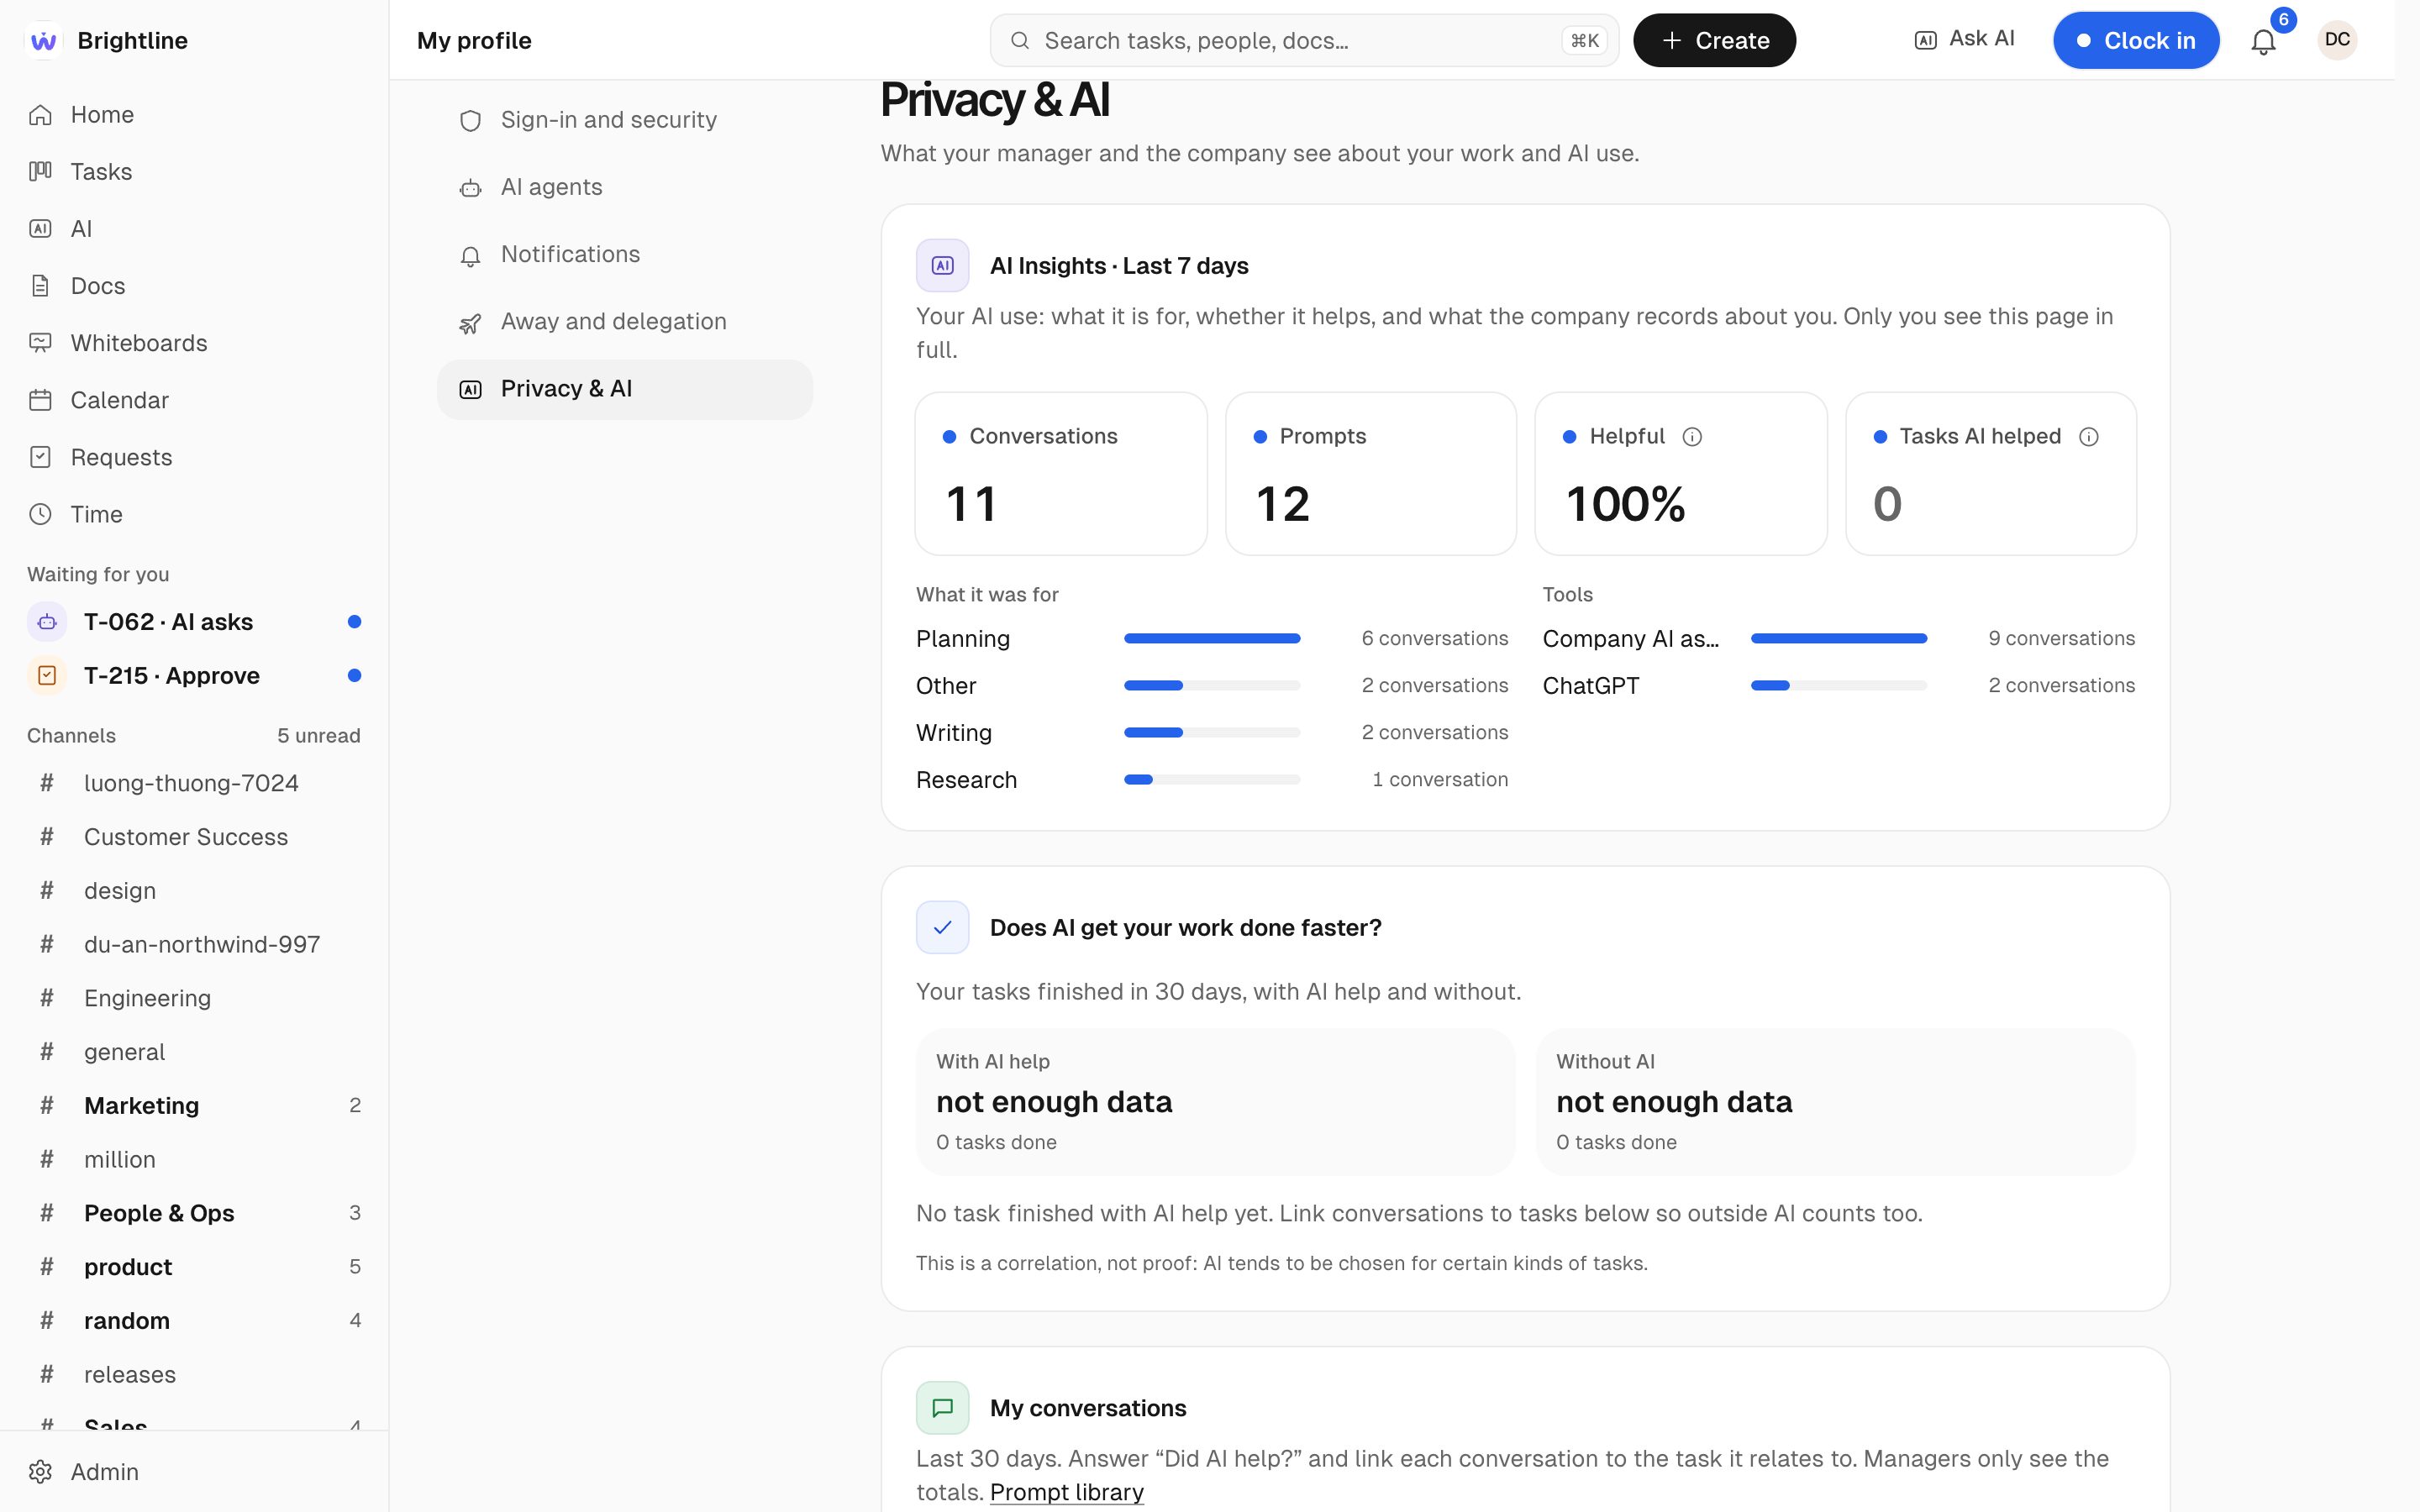 Brightline
Home
Tasks
AI
Docs
Whiteboards
Calendar
Requests
Time
Waiting for you
T-062 · AI asks
T-215 · Approve
Channels 5 unread
# luong-thuong-7024
# Customer Success
# design
# du-an-northwind-997
# Engineering
# general
# Marketing 2
# million
# People & Ops 3
# product 5
# random 4
# releases
# Sales 4
Admin
My profile
Search tasks, people, docs... ⌘K
+ Create
AI Ask AI
Clock in
6
DC
Sign-in and security
AI agents
Notifications
Away and delegation
AI Privacy & AI
Privacy & AI
What your manager and the company see about your work and AI use.
AI AI Insights · Last 7 days
Your AI use: what it is for, whether it helps, and what the company records about you. Only you see this page in
full.
Conversations
11
Prompts
12
Helpful
100%
Tasks AI helped
0
What it was for
Planning 6 conversations
Other 2 conversations
Writing 2 conversations
Research 1 conversation
Tools
Company AI as... 9 conversations
ChatGPT 2 conversations
Does AI get your work done faster?
Your tasks finished in 30 days, with AI help and without.
With AI help
not enough data
0 tasks done
Without AI
not enough data
0 tasks done
No task finished with AI help yet. Link conversations to tasks below so outside AI counts too.
This is a correlation, not proof: AI tends to be chosen for certain kinds of tasks.
My conversations
Last 30 days. Answer “Did AI help?” and link each conversation to the task it relates to. Managers only see the
totals. Prompt library